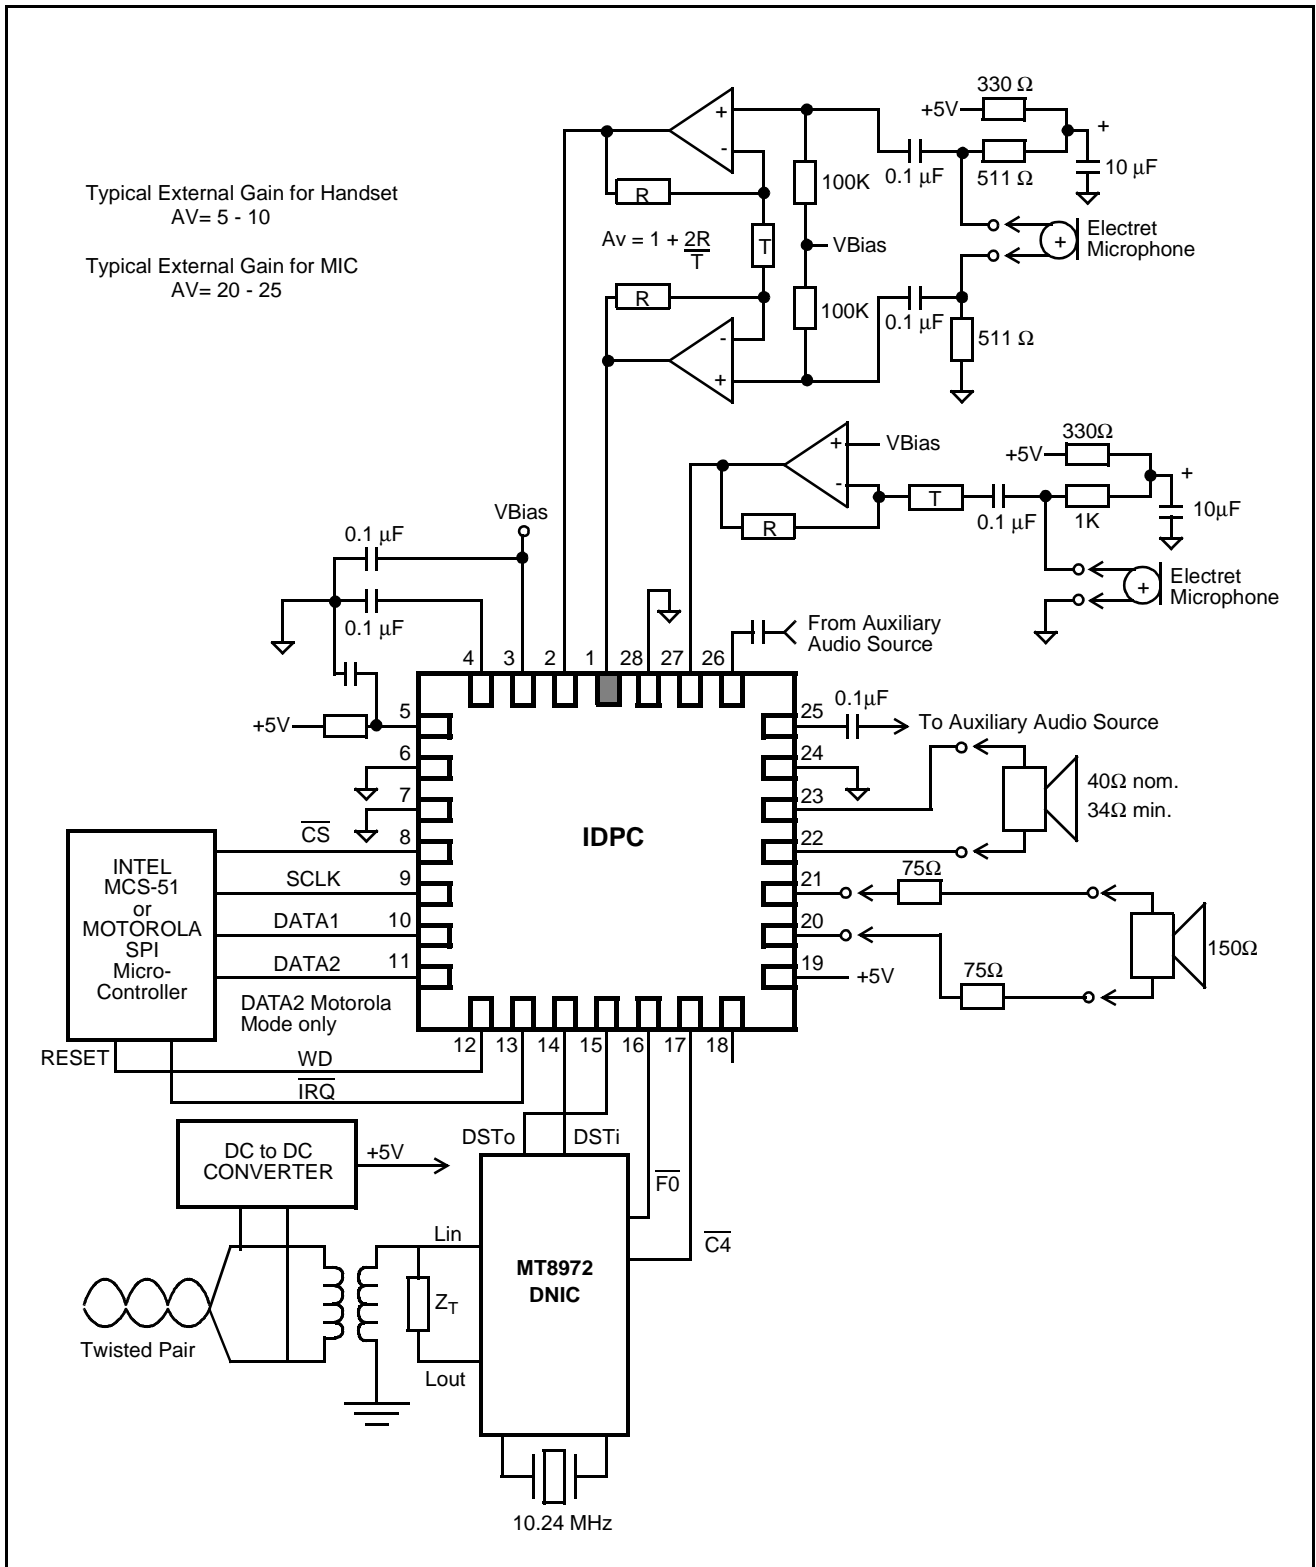 330 Ω
+5V
+
10 µF
0.1 µF
511 Ω
+
-
100K
R
Typical External Gain for Handset
AV= 5 - 10
Av = 1 + 2R
T
T
VBias
+
Electret
Microphone
Typical External Gain for MIC
AV= 20 - 25
R
100K
0.1 µF
511 Ω
-
+
330Ω
+5V
+
+
VBias
-
T
0.1 µF
1K
10µF
R
VBias
0.1 µF
+
Electret
Microphone
0.1 µF
From Auxiliary
Audio Source
4
3
2
1
28
27
26
+5V
5
25
0.1µF
To Auxiliary Audio Source
6
24
7
23
40Ω nom.
34Ω min.
IDPC
CS
8
22
INTEL
MCS-51
or
MOTOROLA
SPI
Micro-
Controller
SCLK
9
21
75Ω
DATA1
10
20
150Ω
DATA2
11
19
+5V
75Ω
DATA2 Motorola
Mode only
12
13
14
15
16
17
18
RESET
WD
IRQ
DSTo
DSTi
DC to DC
CONVERTER
+5V
F0
C4
Lin
MT8972
DNIC
ZT
Twisted Pair
Lout
10.24 MHz